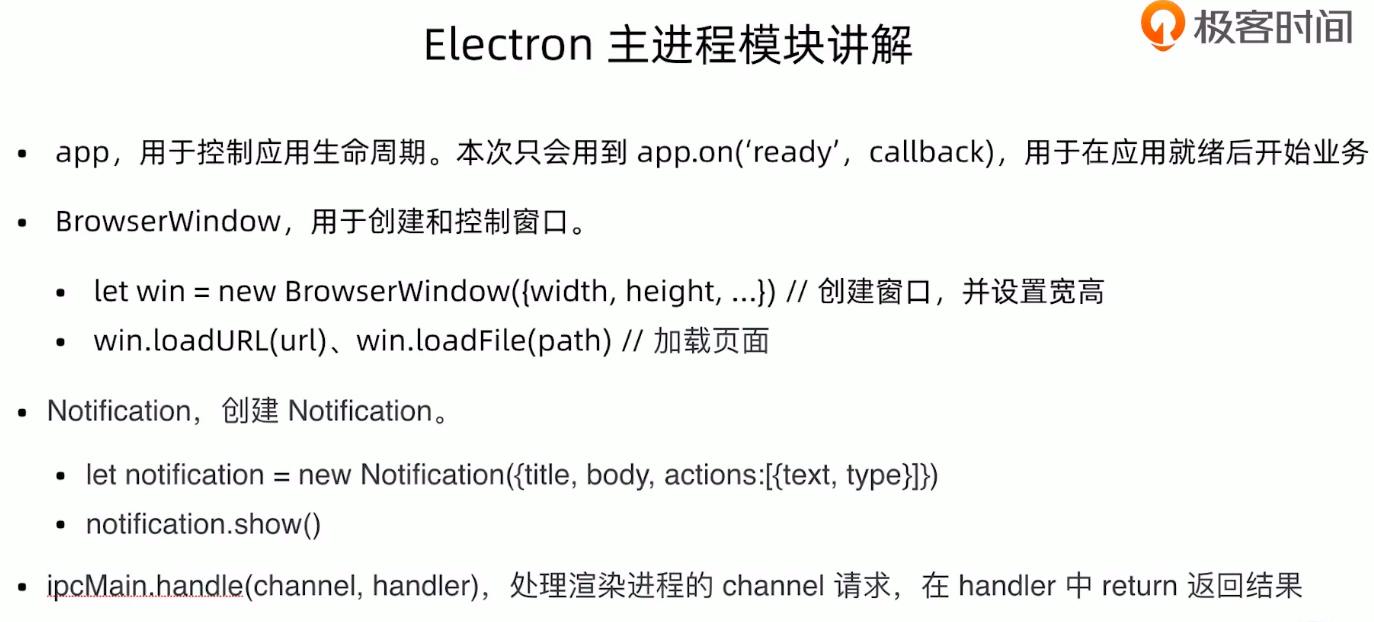 极客时间
Electron 主进程模块讲解
• app，用于控制应用生命周期。本次只会用到 app.on(‘ready’，callback)，用于在应用就绪后开始业务
• BrowserWindow，用于创建和控制窗口。
• let win = new BrowserWindow({width, height, ...}) // 创建窗口，并设置宽高
• win.loadURL(url)、win.loadFile(path) // 加载页面
• Notification，创建 Notification。
• let notification = new Notification({title, body, actions:[{text, type}]})
• notification.show()
• ipcMain.handle(channel, handler)，处理渲染进程的 channel 请求，在 handler 中 return 返回结果